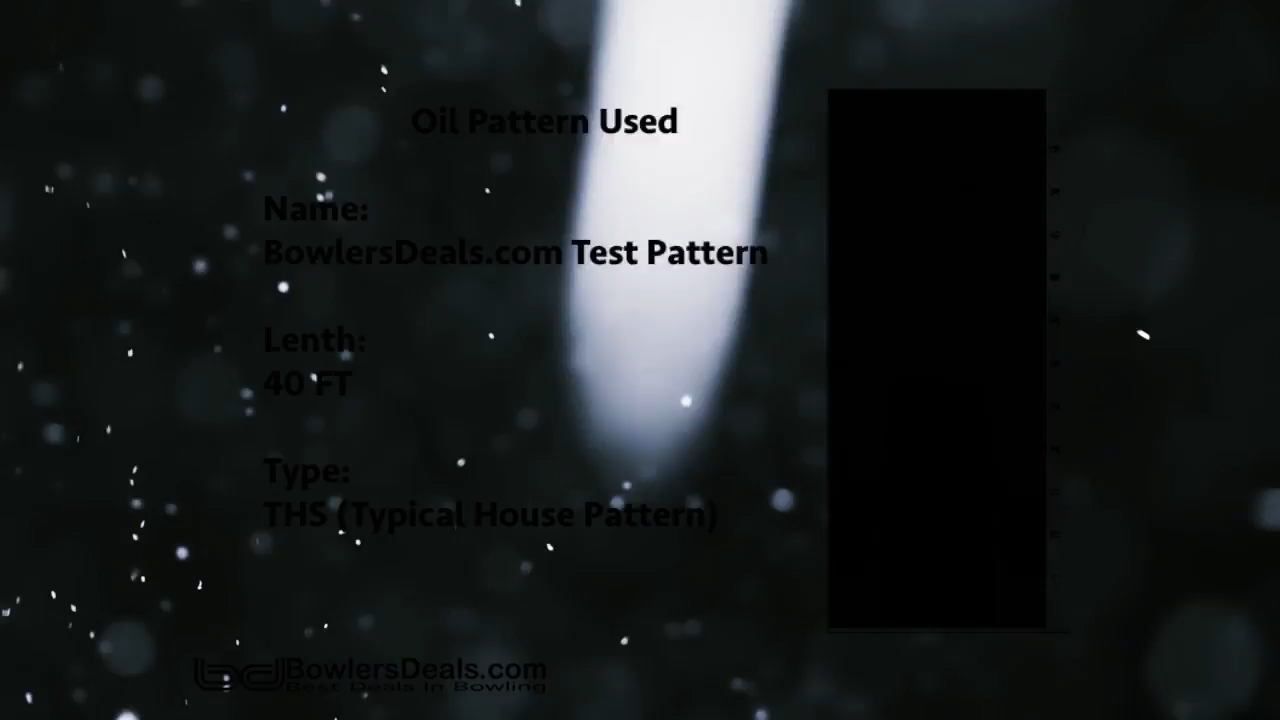 Oil Pattern Used
Name:
BowlersDeals.com Test Pattern
Lenth:
40 FT
Type:
THS (Typical House Pattern)
bd BowlersDeals.com
Best Deals In Bowling